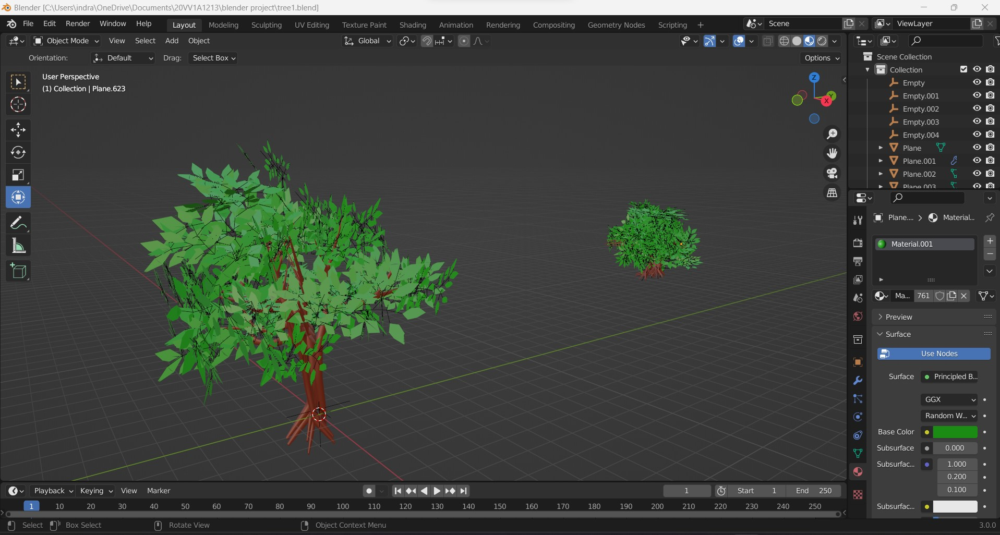 Blender [C:\Users\indra\OneDrive\Documents\20VV1A1213\blender project\tree1.blend]
File Edit Render Window Help Layout Modeling Sculpting UV Editing Texture Paint Shading Animation Rendering Compositing Geometry Nodes Scripting + Scene ViewLayer
Object Mode View Select Add Object Global
Orientation: Default Drag: Select Box Options
User Perspective
(1) Collection | Plane.623
Z
Y
X
Scene Collection
Collection
Empty
Empty.001
Empty.002
Empty.003
Empty.004
Plane
Plane.001
Plane.002
Plane.003
Plane.... > Material...
Material.001
Ma... 761
Preview
Surface
Use Nodes
Surface Principled B...
GGX
Random W...
Base Color
Subsurface 0.000
Subsurfac... 1.000
0.200
0.100
Subsurfac...
Playback Keying View Marker 1 Start 1 End 250
1 10 20 30 40 50 60 70 80 90 100 110 120 130 140 150 160 170 180 190 200 210 220 230 240 250
Select Box Select Rotate View Object Context Menu 3.0.0